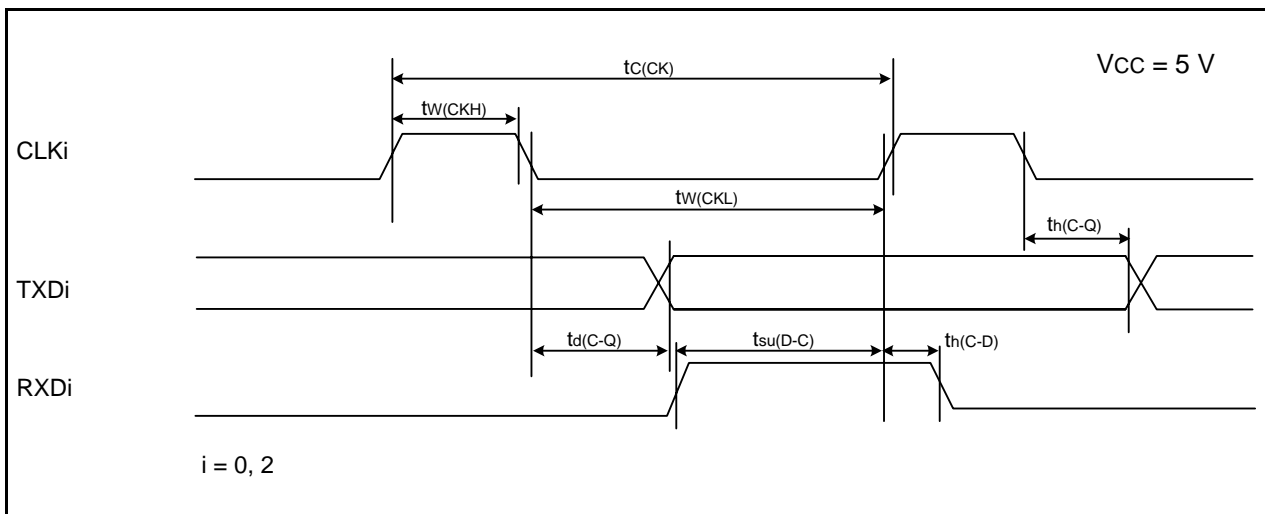 VCC = 5 V
tC(CK)
tW(CKH)
CLKi
tW(CKL)
th(C-Q)
TXDi
td(C-Q)
tsu(D-C)
th(C-D)
RXDi
i = 0, 2